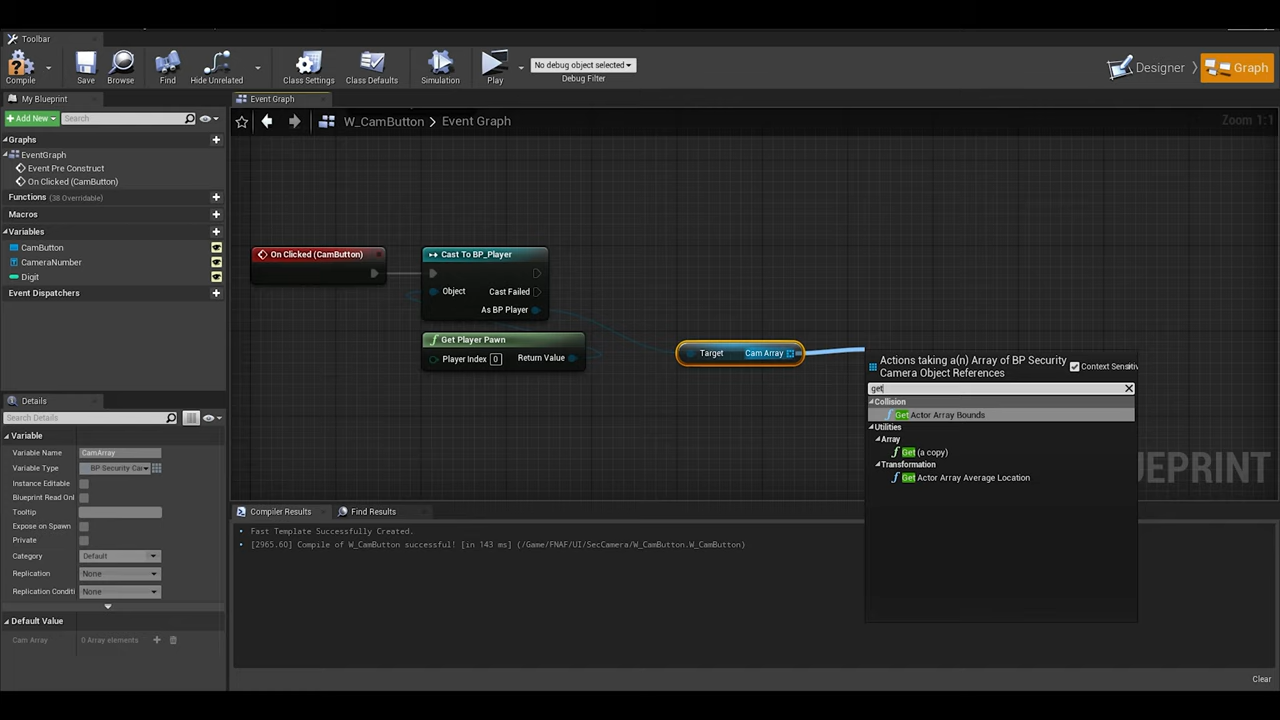 Toolbar
Compile
Save
Browse
Find
Hide Unrelated
Class Settings
Class Defaults
Simulation
Play
No debug object selected
Debug Filter
Designer
Graph
My Blueprint
Event Graph
+ Add New
Search
W_CamButton > Event Graph
Zoom 1:1
Graphs
EventGraph
Event Pre Construct
On Clicked (CamButton)
Functions (38 Overridable)
Macros
Variables
CamButton
CameraNumber
Digit
Event Dispatchers
On Clicked (CamButton)
Cast To BP_Player
Object
Cast Failed
As BP Player
Get Player Pawn
Player Index 0
Return Value
Target
Cam Array
Actions taking a(n) Array of BP Security
Camera Object References
Context Sensitiv
get
Collision
Get Actor Array Bounds
Utilities
Array
Get (a copy)
Transformation
Get Actor Array Average Location
Details
Search Details
Variable
Variable Name CamArray
Variable Type BP Security Ca
Instance Editable
Blueprint Read Onl
Tooltip
Expose on Spawn
Private
Category Default
Replication None
Replication Conditi None
Default Value
Cam Array 0 Array elements
Compiler Results
Find Results
Fast Template Successfully Created.
[2965.60] Compile of W_CamButton successful! [in 143 ms] (/Game/FNAF/UI/SecCamera/W_CamButton.W_CamButton)
Clear